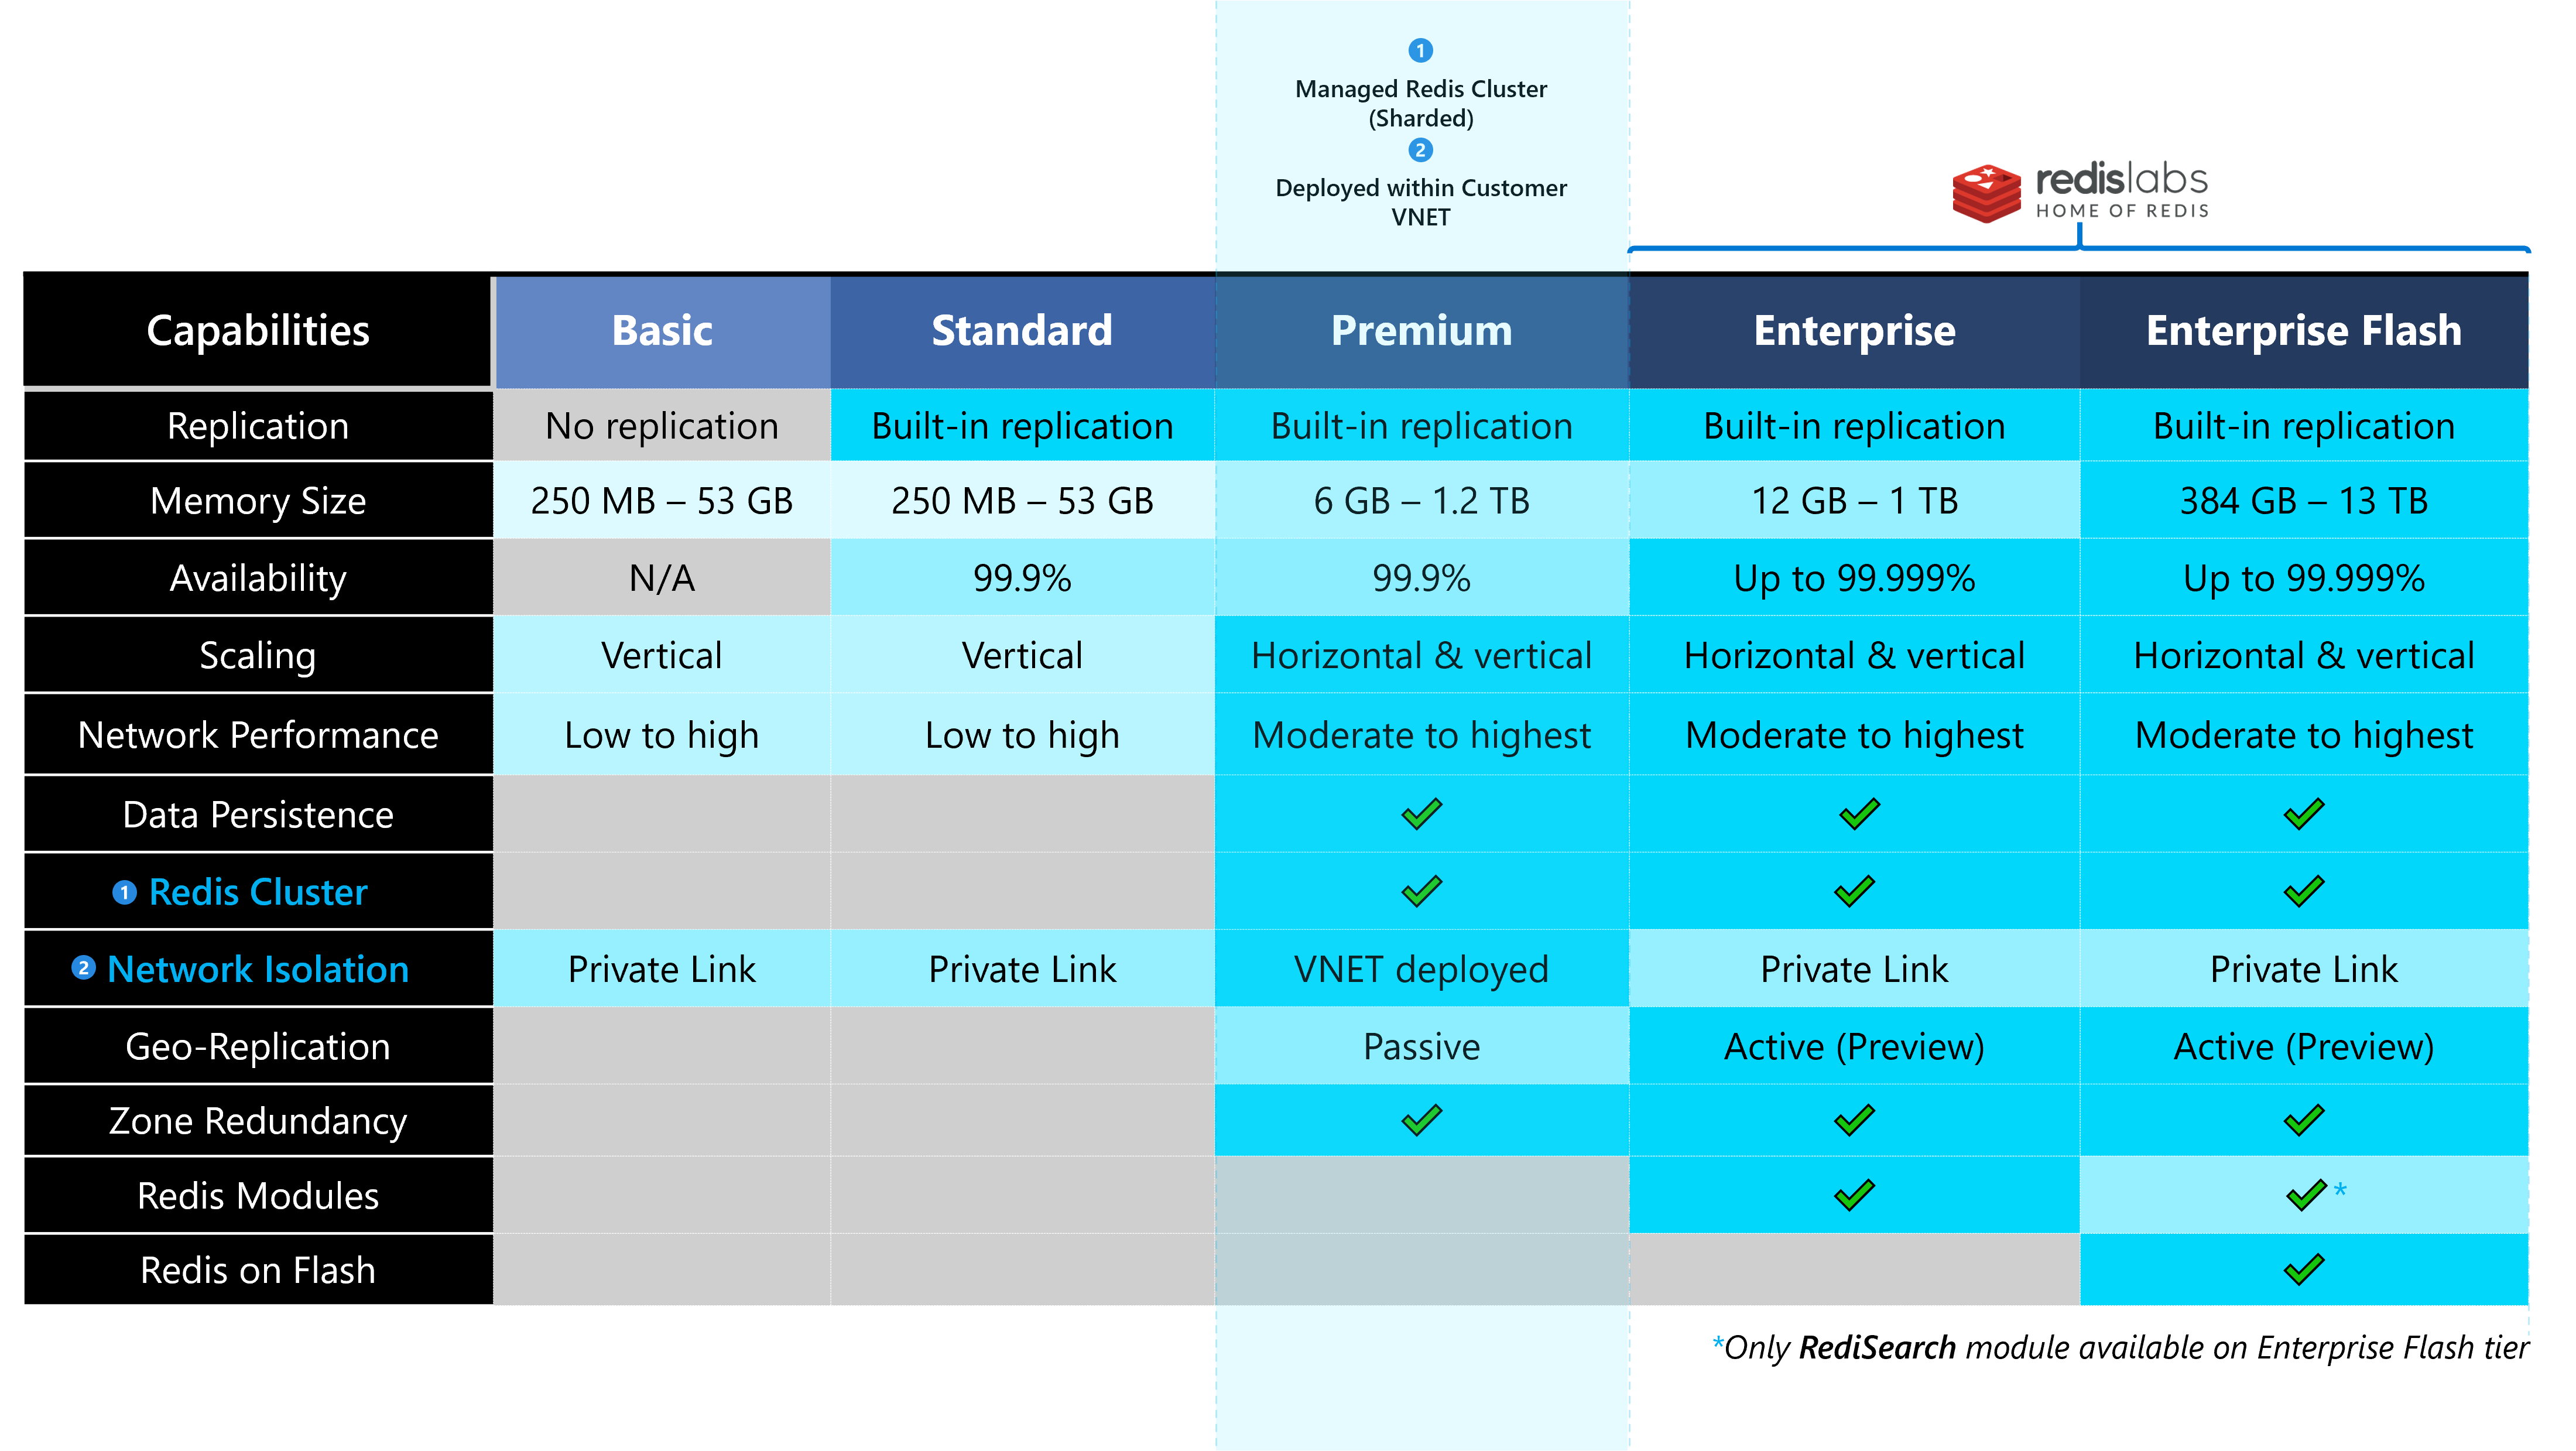 1
Managed Redis Cluster
(Sharded)
2
Deployed within Customer
VNET
redislabs
HOME OF REDIS
Capabilities Basic Standard Premium Enterprise Enterprise Flash
Replication No replication Built-in replication Built-in replication Built-in replication Built-in replication
Memory Size 250 MB – 53 GB 250 MB – 53 GB 6 GB – 1.2 TB 12 GB – 1 TB 384 GB – 13 TB
Availability N/A 99.9% 99.9% Up to 99.999% Up to 99.999%
Scaling Vertical Vertical Horizontal & vertical Horizontal & vertical Horizontal & vertical
Network Performance Low to high Low to high Moderate to highest Moderate to highest Moderate to highest
Data Persistence
1 Redis Cluster
2 Network Isolation Private Link Private Link VNET deployed Private Link Private Link
Geo-Replication Passive Active (Preview) Active (Preview)
Zone Redundancy
Redis Modules *
Redis on Flash
*Only RediSearch module available on Enterprise Flash tier